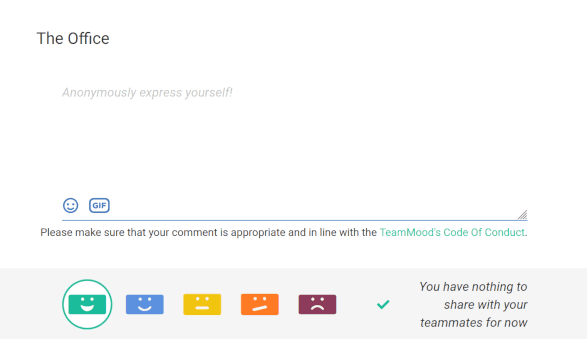 The Office
Anonymously express yourself!
GIF
Please make sure that your comment is appropriate and in line with the TeamMood's Code Of Conduct.
You have nothing to
share with your
teammates for now